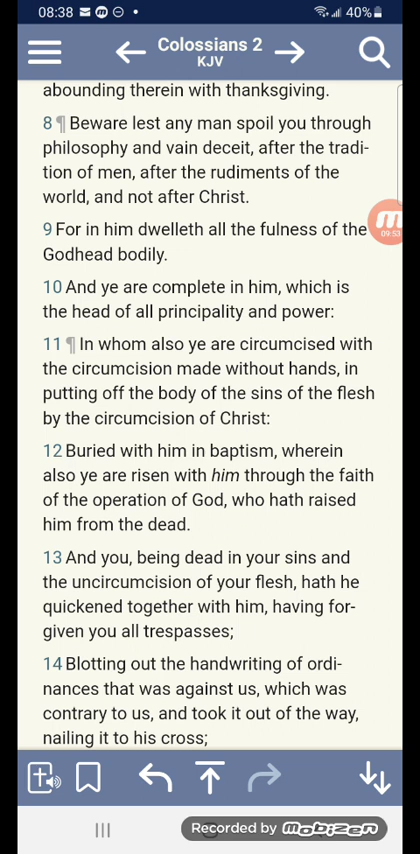 08:38
40%
Colossians 2
KJV
abounding therein with thanksgiving.
8 ¶ Beware lest any man spoil you through
philosophy and vain deceit, after the tradi-
tion of men, after the rudiments of the
world, and not after Christ.
9 For in him dwelleth all the fulness of the
Godhead bodily.
09:53
10 And ye are complete in him, which is
the head of all principality and power:
11 ¶ In whom also ye are circumcised with
the circumcision made without hands, in
putting off the body of the sins of the flesh
by the circumcision of Christ:
12 Buried with him in baptism, wherein
also ye are risen with him through the faith
of the operation of God, who hath raised
him from the dead.
13 And you, being dead in your sins and
the uncircumcision of your flesh, hath he
quickened together with him, having for-
given you all trespasses;
14 Blotting out the handwriting of ordi-
nances that was against us, which was
contrary to us, and took it out of the way,
nailing it to his cross;
Recorded by mobizen